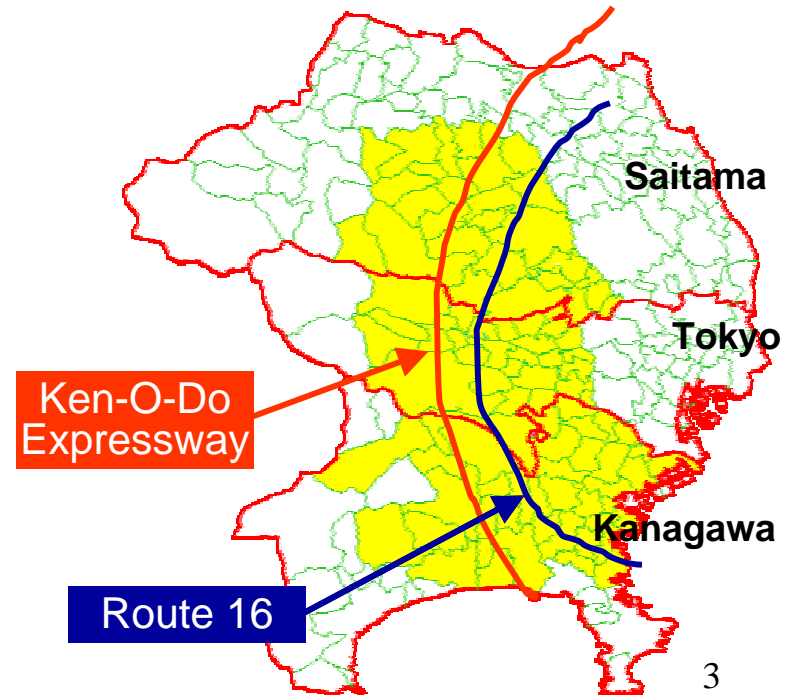 Saitama
Tokyo
Ken-O-Do
Expressway
Kanagawa
Route 16
3